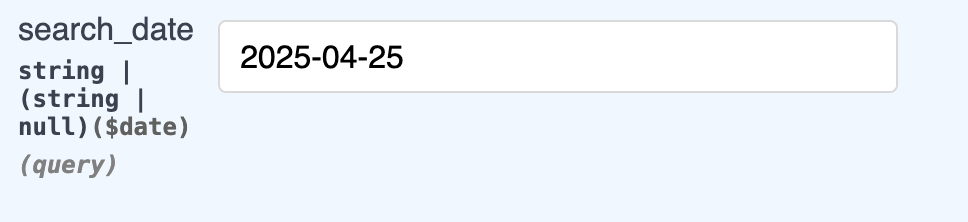 search_date
2025-04-25
string |
(string |
null)($date)
(query)